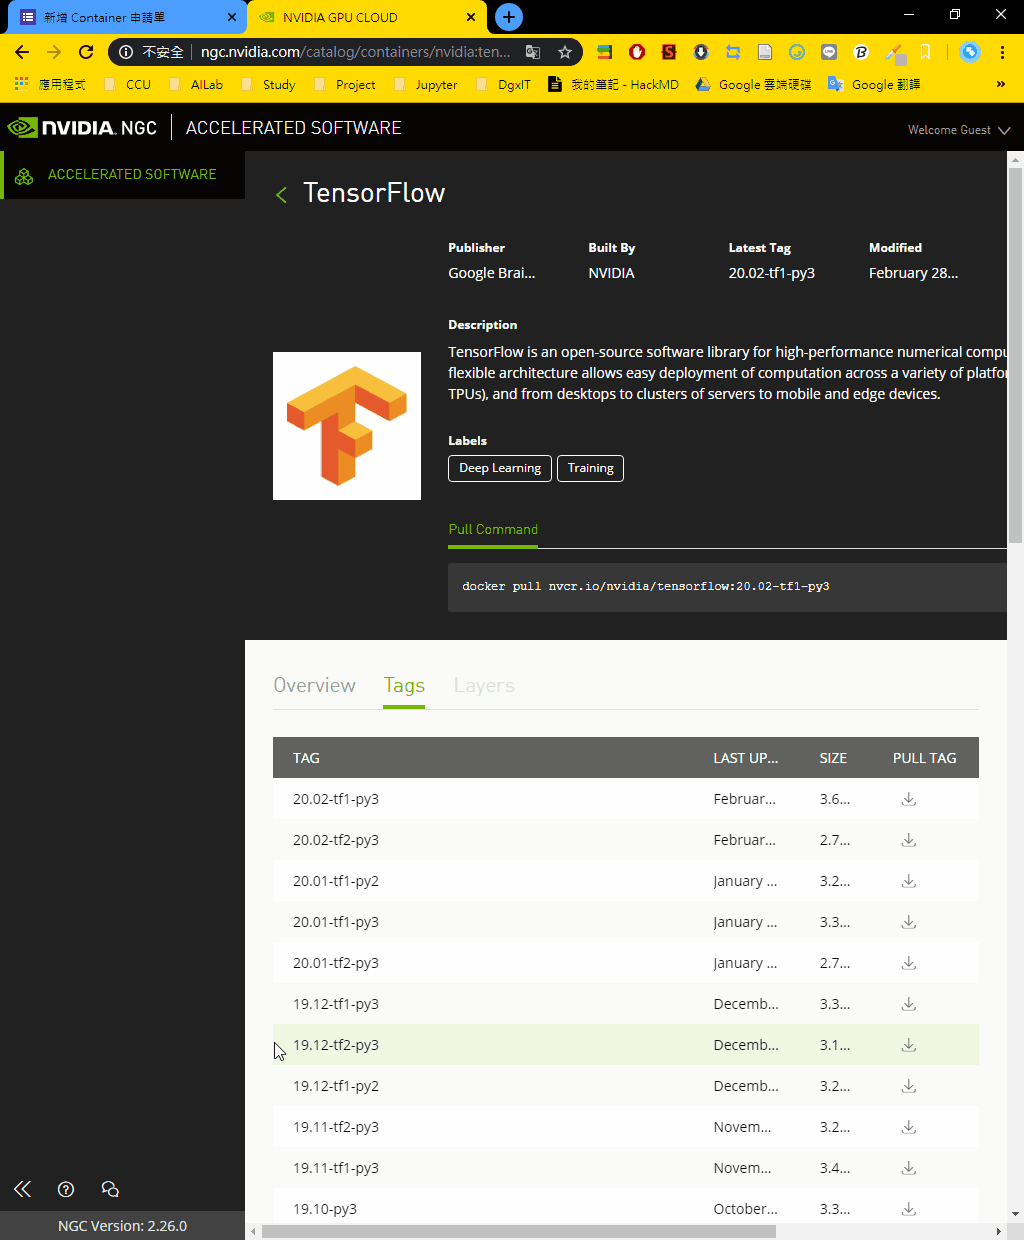 新增 Container 申請單
NVIDIA GPU CLOUD
不安全
ngc.nvidia.com/catalog/containers/nvidia:ten...
應用程式
CCU
AILab
Study
Project
Jupyter
DgxIT
我的筆記 - HackMD
Google 雲端硬碟
Google 翻譯
»
NVIDIA. NGC
ACCELERATED SOFTWARE
Welcome Guest
ACCELERATED SOFTWARE
TensorFlow
Publisher Built By Latest Tag Modified
Google Brai... NVIDIA 20.02-tf1-py3 February 28...
Description
TensorFlow is an open-source software library for high-performance numerical compu
flexible architecture allows easy deployment of computation across a variety of platfor
TPUs), and from desktops to clusters of servers to mobile and edge devices.
Labels
Deep Learning Training
Pull Command
docker pull nvcr.io/nvidia/tensorflow:20.02-tf1-py3
Overview Tags Layers
TAG LAST UP... SIZE PULL TAG
20.02-tf1-py3 Februar... 3.6...
20.02-tf2-py3 Februar... 2.7...
20.01-tf1-py2 January ... 3.2...
20.01-tf1-py3 January ... 3.3...
20.01-tf2-py3 January ... 2.7...
19.12-tf1-py3 Decemb... 3.3...
19.12-tf2-py3 Decemb... 3.1...
19.12-tf1-py2 Decemb... 3.2...
19.11-tf2-py3 Novem... 3.2...
19.11-tf1-py3 Novem... 3.4...
19.10-py3 October... 3.3...
NGC Version: 2.26.0